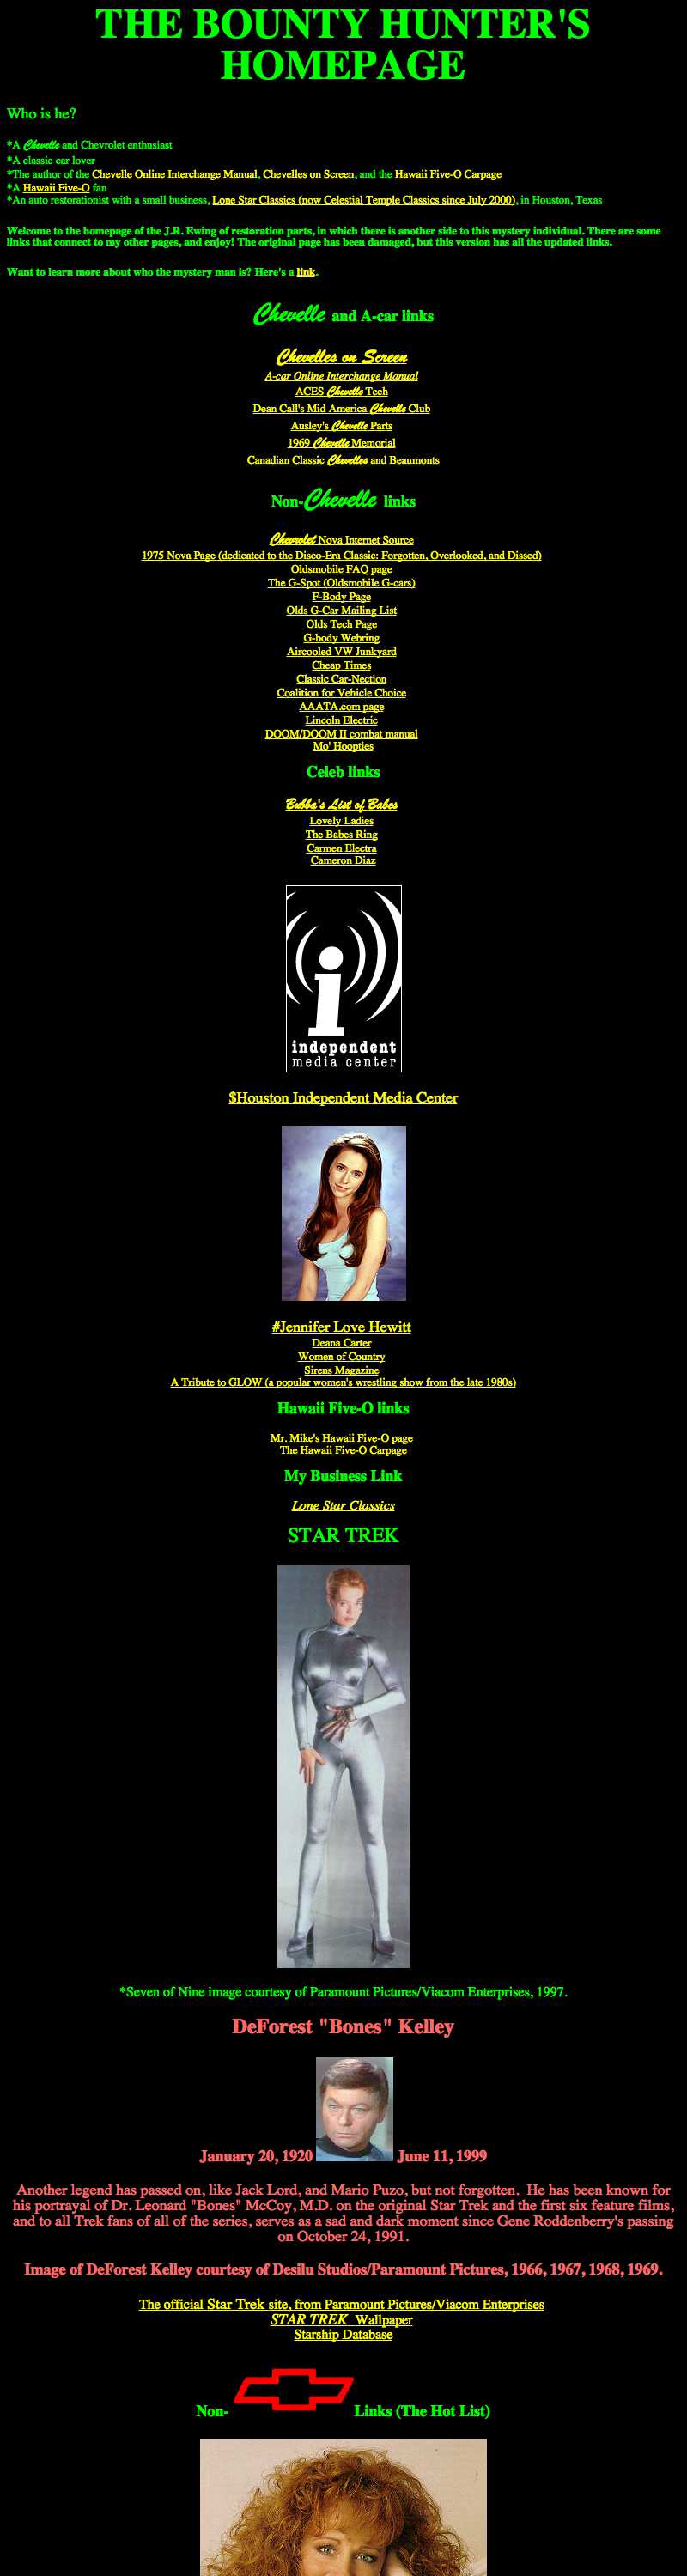 THE BOUNTY HUNTER'S
HOMEPAGE
Who is he?
*A Chevelle and Chevrolet enthusiast
*A classic car lover
*The author of the Chevelle Online Interchange Manual, Chevelles on Screen, and the Hawaii Five-O Carpage
*A Hawaii Five-O fan
*An auto restorationist with a small business, Lone Star Classics (now Celestial Temple Classics since July 2000), in Houston, Texas
Welcome to the homepage of the J.R. Ewing of restoration parts, in which there is another side to this mystery individual. There are some
links that connect to my other pages, and enjoy! The original page has been damaged, but this version has all the updated links.
Want to learn more about who the mystery man is? Here's a link.
Chevelle and A-car links
Chevelles on Screen
A-car Online Interchange Manual
ACES Chevelle Tech
Dean Call's Mid America Chevelle Club
Ausley's Chevelle Parts
1969 Chevelle Memorial
Canadian Classic Chevelles and Beaumonts
Non-Chevelle links
Chevrolet Nova Internet Source
1975 Nova Page (dedicated to the Disco-Era Classic: Forgotten, Overlooked, and Dissed)
Oldsmobile FAQ page
The G-Spot (Oldsmobile G-cars)
F-Body Page
Olds G-Car Mailing List
Olds Tech Page
G-body Webring
Aircooled VW Junkyard
Cheap Times
Classic Car-Nection
Coalition for Vehicle Choice
AAATA.com page
Lincoln Electric
DOOM/DOOM II combat manual
Mo' Hoopties
Celeb links
Bubba's List of Babes
Lovely Ladies
The Babes Ring
Carmen Electra
Cameron Diaz
i
independent
media center
$Houston Independent Media Center
#Jennifer Love Hewitt
Deana Carter
Women of Country
Sirens Magazine
A Tribute to GLOW (a popular women's wrestling show from the late 1980s)
Hawaii Five-O links
Mr. Mike's Hawaii Five-O page
The Hawaii Five-O Carpage
My Business Link
Lone Star Classics
STAR TREK
*Seven of Nine image courtesy of Paramount Pictures/Viacom Enterprises, 1997.
DeForest "Bones" Kelley
January 20, 1920 June 11, 1999
Another legend has passed on, like Jack Lord, and Mario Puzo, but not forgotten. He has been known for
his portrayal of Dr. Leonard "Bones" McCoy, M.D. on the original Star Trek and the first six feature films,
and to all Trek fans of all of the series, serves as a sad and dark moment since Gene Roddenberry's passing
on October 24, 1991.
Image of DeForest Kelley courtesy of Desilu Studios/Paramount Pictures, 1966, 1967, 1968, 1969.
The official Star Trek site, from Paramount Pictures/Viacom Enterprises
STAR TREK Wallpaper
Starship Database
Non- Links (The Hot List)